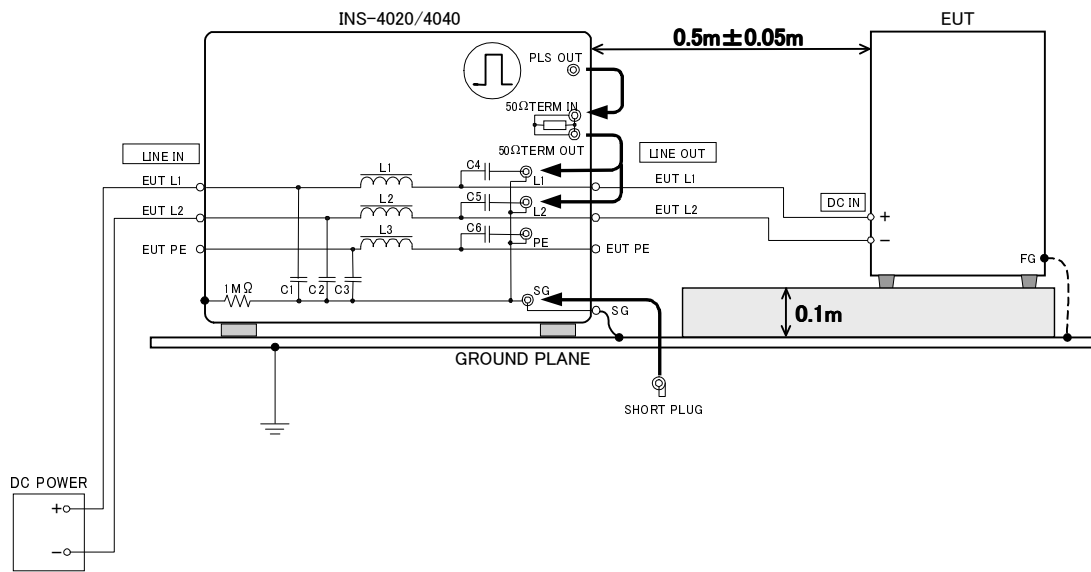 INS-4020/4040
EUT
0.5m±0.05m
PLS OUT
50ΩTERM IN
50ΩTERM OUT
LINE IN
LINE OUT
L1
C4
L1
EUT L1
EUT L1
L2
C5
L2
EUT L2
EUT L2
DC IN
+
−
L3
C6
PE
EUT PE
EUT PE
FG
1MΩ
C1
C2
C3
SG
SG
0.1m
GROUND PLANE
SHORT PLUG
DC POWER
+
−